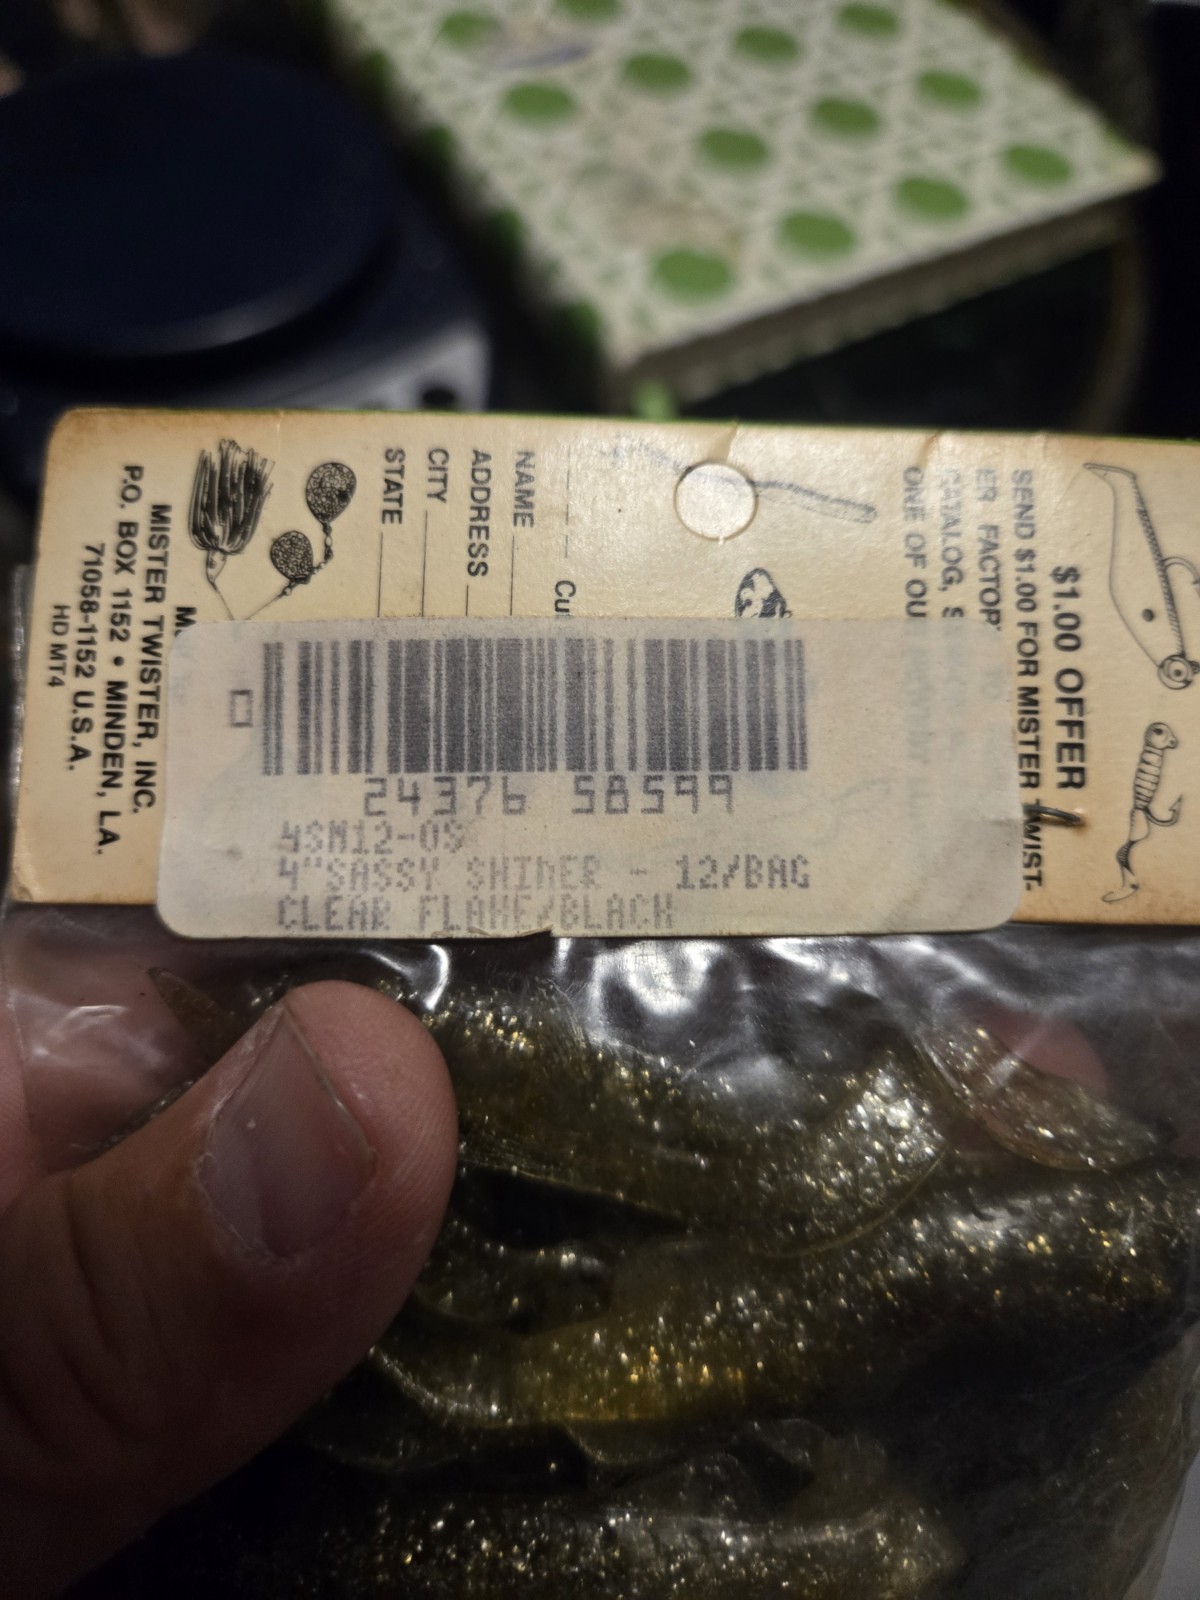 $1.00 OFFER
SEND $1.00 FOR MISTER TWIST-
ER FACTOR
CATALOG, S
ONE OF OU
Cu
NAME
ADDRESS
CITY
STATE
MISTER TWISTER, INC.
P.O. BOX 1152 • MINDEN, LA.
71058-1152 U.S.A.
HD MT4
24376 58599
4SM12-OS
4"SASSY SHINER - 12/BAG
CLEAR FLAKE/BLACK